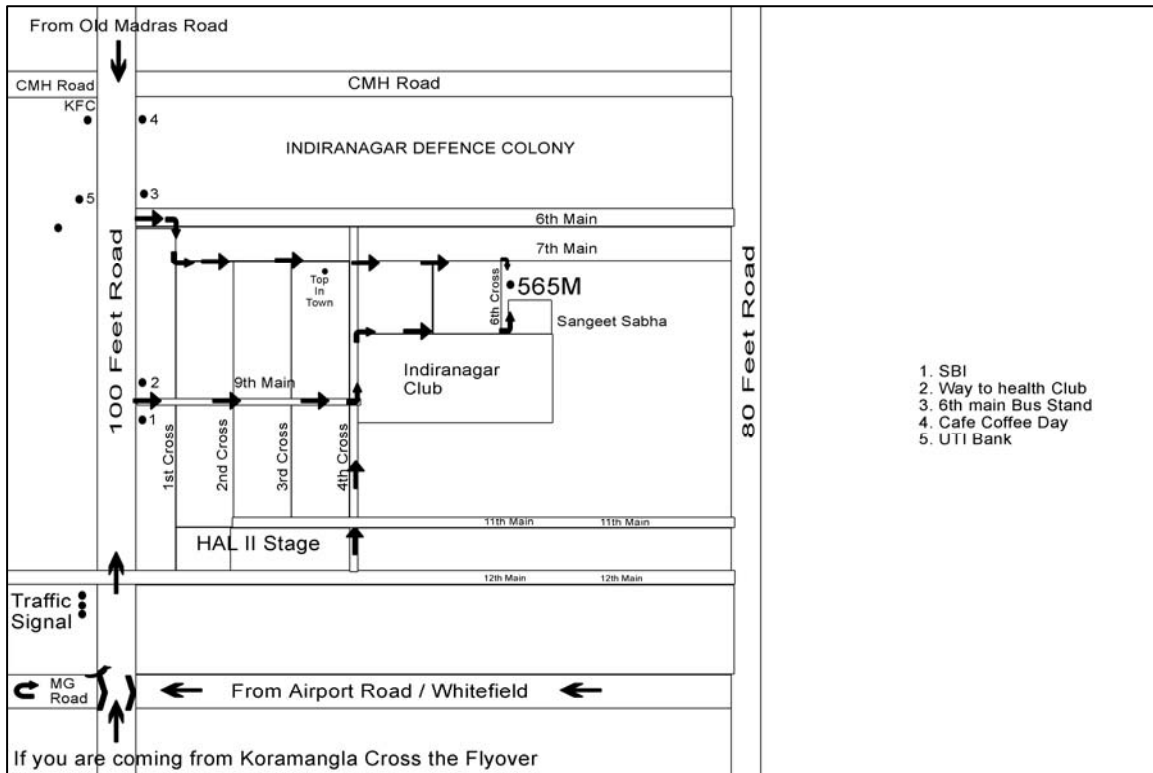 From Old Madras Road
CMH Road
CMH Road
KFC
4
INDIRANAGAR DEFENCE COLONY
5
3
6th Main
7th Main
Top
In
Town
6th Cross
565M
Sangeet Sabha
100 Feet Road
80 Feet Road
Indiranagar
Club
2
9th Main
1
1st Cross
2nd Cross
3rd Cross
4th Cross
1. SBI
2. Way to health Club
3. 6th main Bus Stand
4. Cafe Coffee Day
5. UTI Bank
11th Main
11th Main
HAL II Stage
12th Main
12th Main
Traffic
Signal
MG
Road
From Airport Road / Whitefield
If you are coming from Koramangla Cross the Flyover